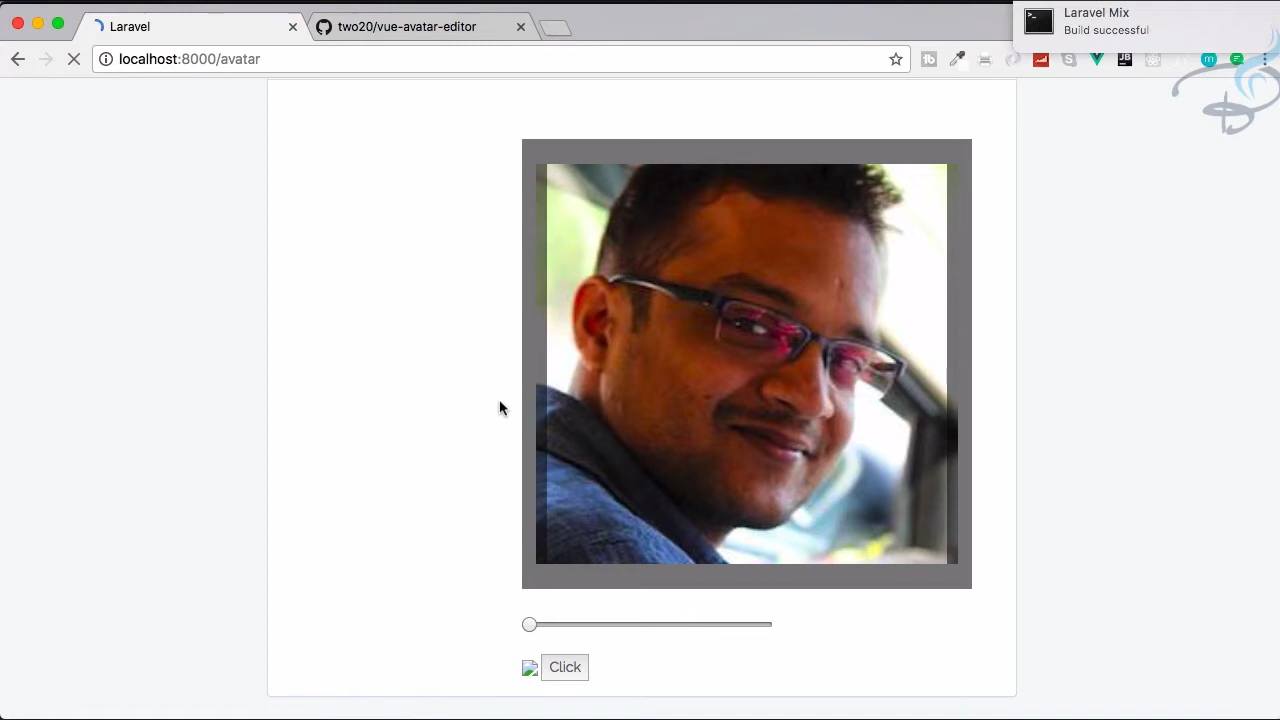 Laravel
two20/vue-avatar-editor
Laravel Mix
Build successful
localhost:8000/avatar
Click